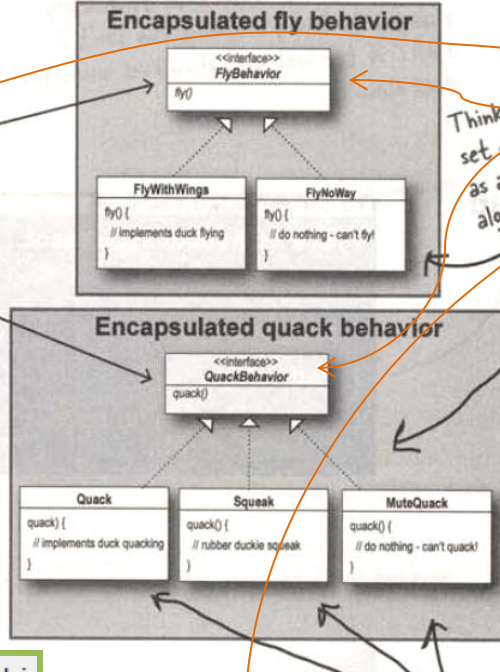 Encapsulated fly behavior
<<interface>>
FlyBehavior
fly()
FlyWithWings
fly() {
// implements duck flying
}
FlyNoWay
fly() {
// do nothing - can't fly!
}
Think
set
as a
Encapsulated quack behavior
<<interface>>
QuackBehavior
quack()
Quack
quack) {
// implements duck quacking
}
Squeak
quack() {
// rubber duckie squeak
}
MuteQuack
quack() {
// do nothing - can't quack!
}